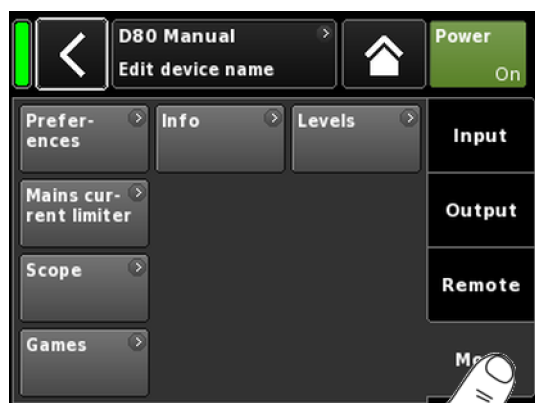 D80 Manual
Edit device name
Power
On
Prefer-
ences
Info
Levels
Input
Mains cur-
rent limiter
Output
Scope
Remote
Games